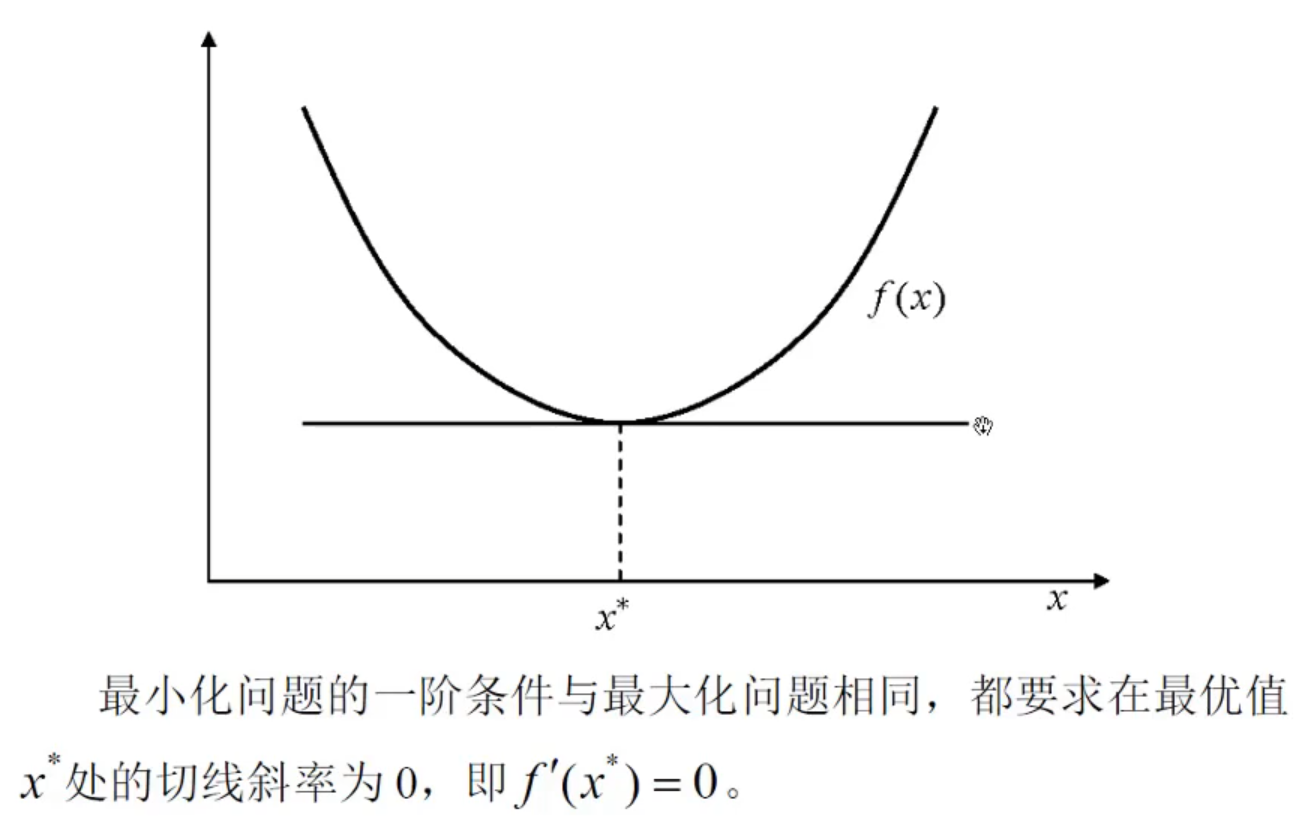 f(x)
x
x*
最小化问题的一阶条件与最大化问题相同，都要求在最优值
x*处的切线斜率为 0，即 f′(x*) = 0。